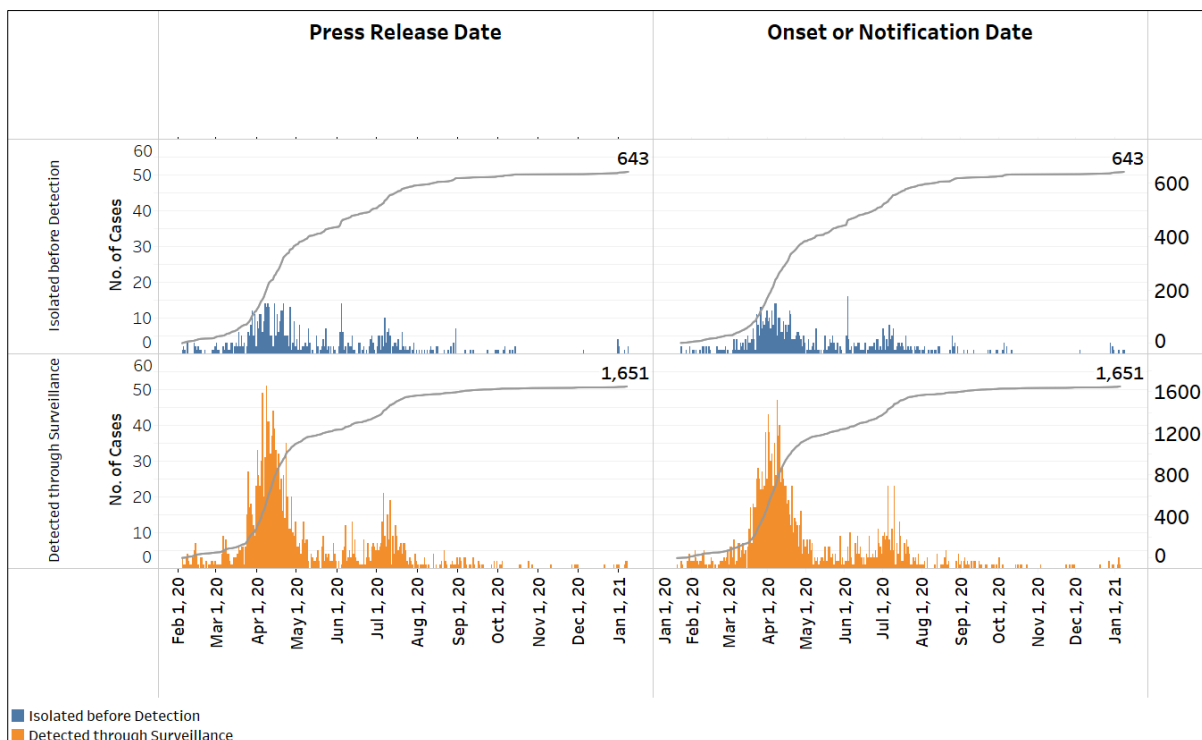 Press Release Date
Onset or Notification Date
Isolated before Detection
No. of Cases
60
50
40
30
20
10
0
643
643
600
400
200
0
Detected through Surveillance
No. of Cases
60
50
40
30
20
10
0
1,651
1,651
1600
1200
800
400
0
Feb 1, 20
Mar 1, 20
Apr 1, 20
May 1, 20
Jun 1, 20
Jul 1, 20
Aug 1, 20
Sep 1, 20
Oct 1, 20
Nov 1, 20
Dec 1, 20
Jan 1, 21
Jan 1, 20
Feb 1, 20
Mar 1, 20
Apr 1, 20
May 1, 20
Jun 1, 20
Jul 1, 20
Aug 1, 20
Sep 1, 20
Oct 1, 20
Nov 1, 20
Dec 1, 20
Jan 1, 21
Isolated before Detection
Detected through Surveillance